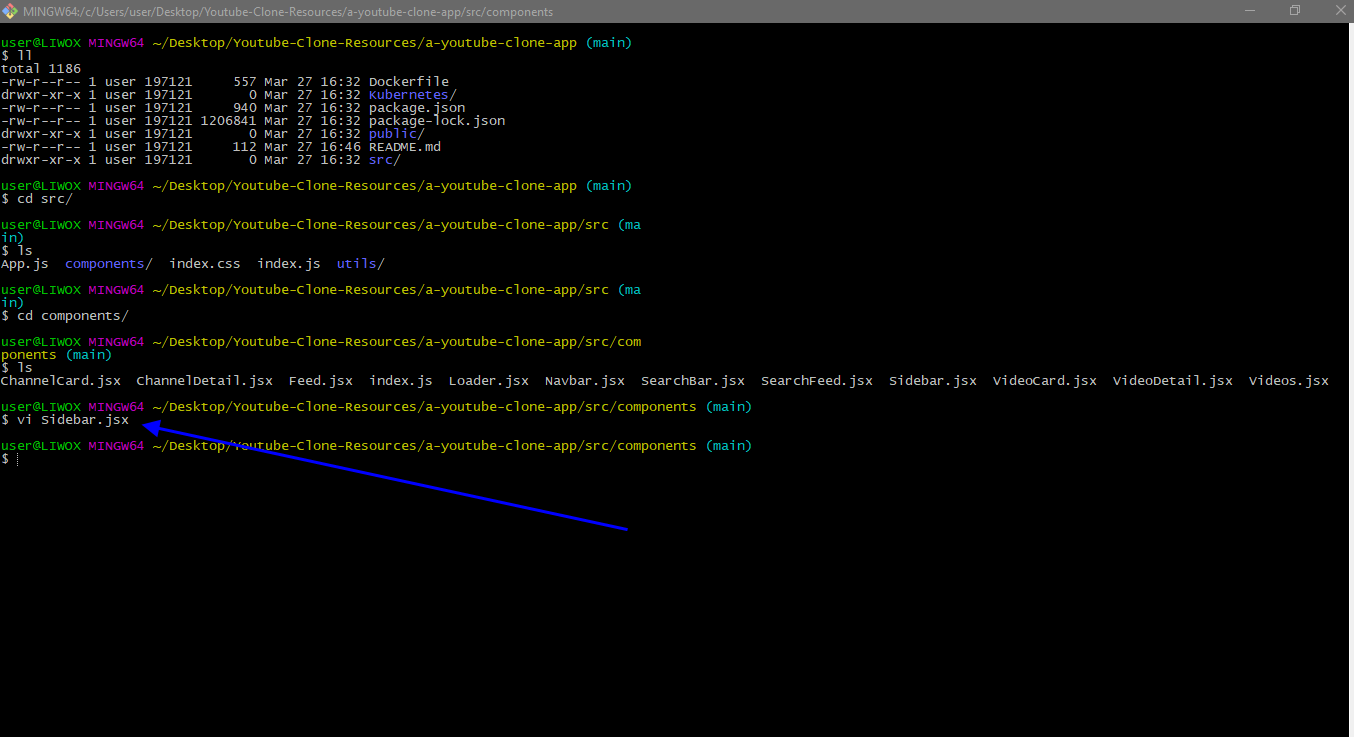 MINGW64:/c/Users/user/Desktop/Youtube-Clone-Resources/a-youtube-clone-app/src/components
user@LIWOX MINGW64 ~/Desktop/Youtube-Clone-Resources/a-youtube-clone-app (main)
$ ll
total 1186
-rw-r--r-- 1 user 197121     557 Mar 27 16:32 Dockerfile
drwxr-xr-x 1 user 197121       0 Mar 27 16:32 Kubernetes/
-rw-r--r-- 1 user 197121     940 Mar 27 16:32 package.json
-rw-r--r-- 1 user 197121 1206841 Mar 27 16:32 package-lock.json
drwxr-xr-x 1 user 197121       0 Mar 27 16:32 public/
-rw-r--r-- 1 user 197121     112 Mar 27 16:46 README.md
drwxr-xr-x 1 user 197121       0 Mar 27 16:32 src/
user@LIWOX MINGW64 ~/Desktop/Youtube-Clone-Resources/a-youtube-clone-app (main)
$ cd src/
user@LIWOX MINGW64 ~/Desktop/Youtube-Clone-Resources/a-youtube-clone-app/src (ma
in)
$ ls
App.js  components/  index.css  index.js  utils/
user@LIWOX MINGW64 ~/Desktop/Youtube-Clone-Resources/a-youtube-clone-app/src (ma
in)
$ cd components/
user@LIWOX MINGW64 ~/Desktop/Youtube-Clone-Resources/a-youtube-clone-app/src/com
ponents (main)
$ ls
ChannelCard.jsx  ChannelDetail.jsx  Feed.jsx  index.js  Loader.jsx  Navbar.jsx  SearchBar.jsx  SearchFeed.jsx  Sidebar.jsx  VideoCard.jsx  VideoDetail.jsx  Videos.jsx
user@LIWOX MINGW64 ~/Desktop/Youtube-Clone-Resources/a-youtube-clone-app/src/components (main)
$ vi Sidebar.jsx
user@LIWOX MINGW64 ~/Desktop/Youtube-Clone-Resources/a-youtube-clone-app/src/components (main)
$